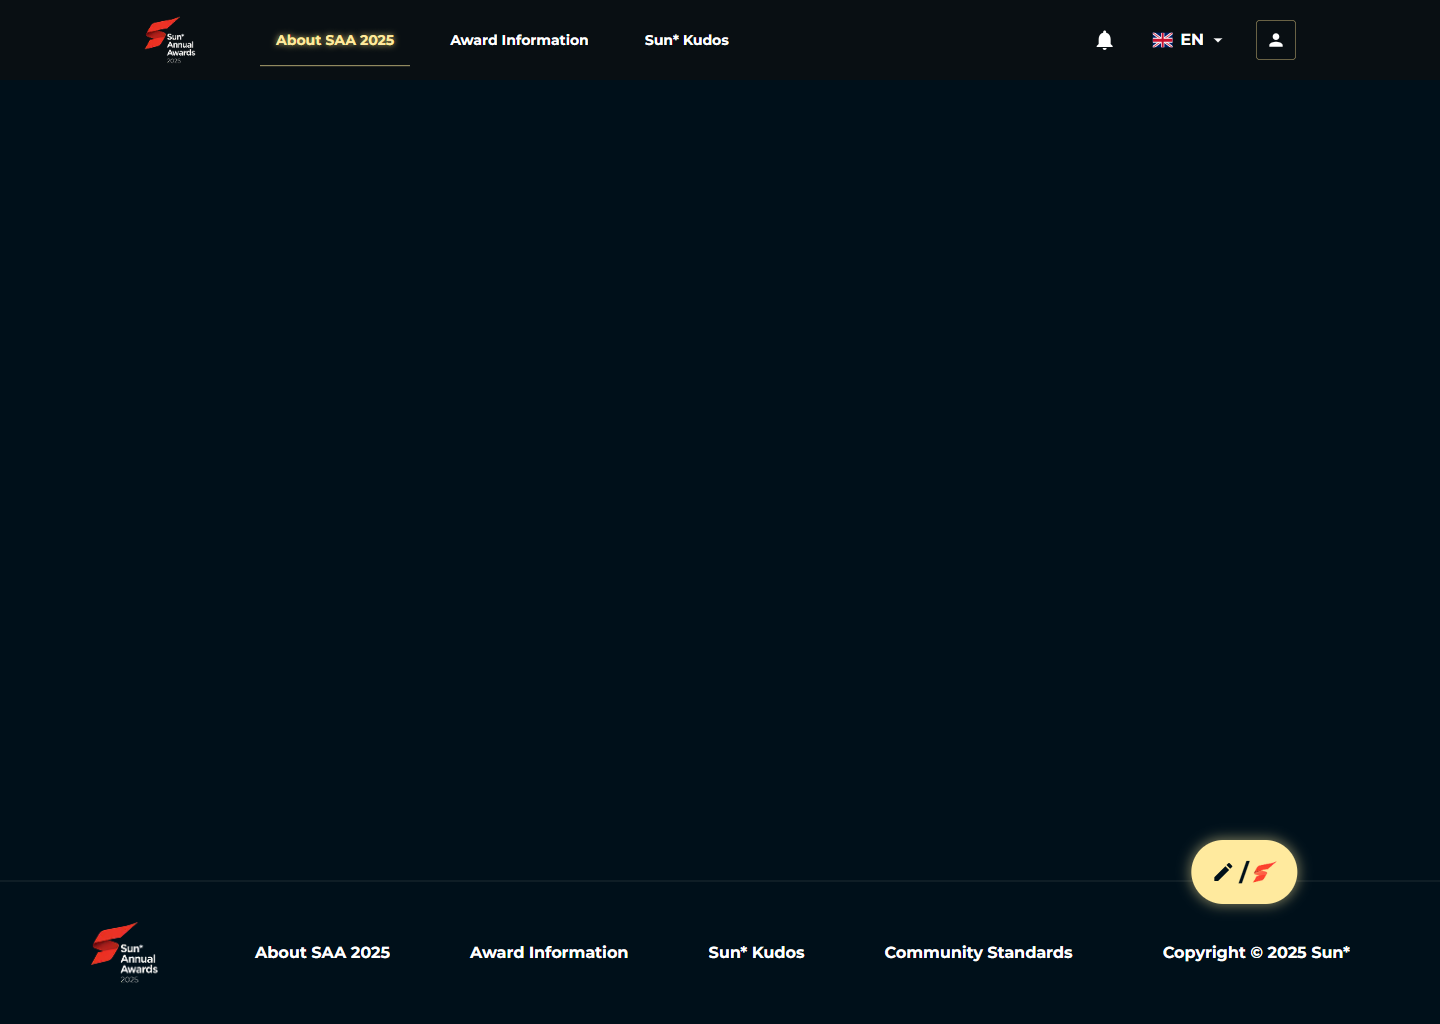 Sun*
Annual
Awards
2025
About SAA 2025
Award Information
Sun* Kudos
EN
/
Sun*
Annual
Awards
2025
About SAA 2025
Award Information
Sun* Kudos
Community Standards
Copyright © 2025 Sun*